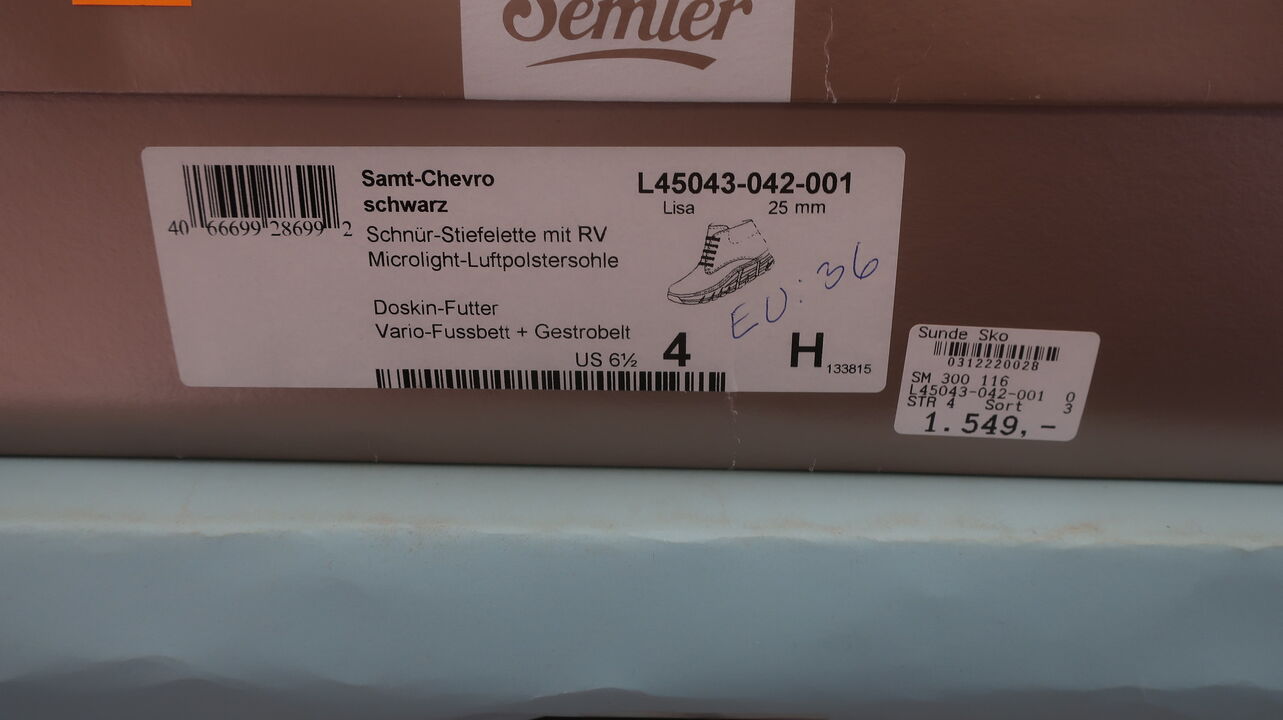 Semler
Samt-Chevro
schwarz
Schnür-Stiefelette mit RV
Microlight-Luftpolstersohle
Doskin-Futter
Vario-Fussbett + Gestrobelt
US 6½ 4 H 133815
L45043-042-001
Lisa 25 mm
EU: 36
40 66699 28699 2
Sunde Sko
0312220028
SM 300 116
L45043-042-001 0
STR 4 Sort 3
1.549,-